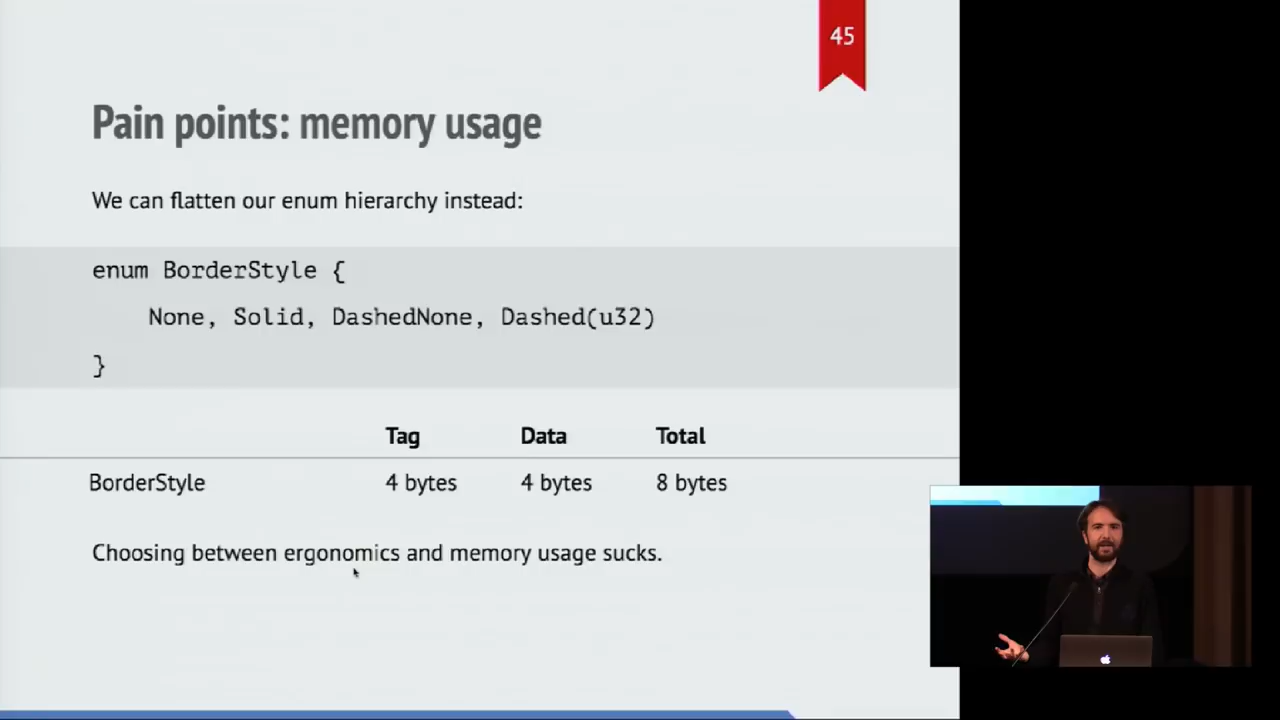 45
Pain points: memory usage
We can flatten our enum hierarchy instead:
enum BorderStyle {
None, Solid, DashedNone, Dashed(u32)
}
Tag Data Total
BorderStyle 4 bytes 4 bytes 8 bytes
Choosing between ergonomics and memory usage sucks.